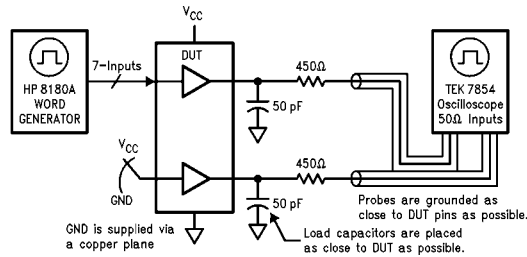 V_CC
DUT
HP 8180A
WORD
GENERATOR
7-Inputs
450Ω
50 pF
TEK 7854
Oscilloscope
50Ω Inputs
V_CC
GND
450Ω
50 pF
GND is supplied via
a copper plane
Load capacitors are placed
as close to DUT as possible.
Probes are grounded as
close to DUT pins as possible.